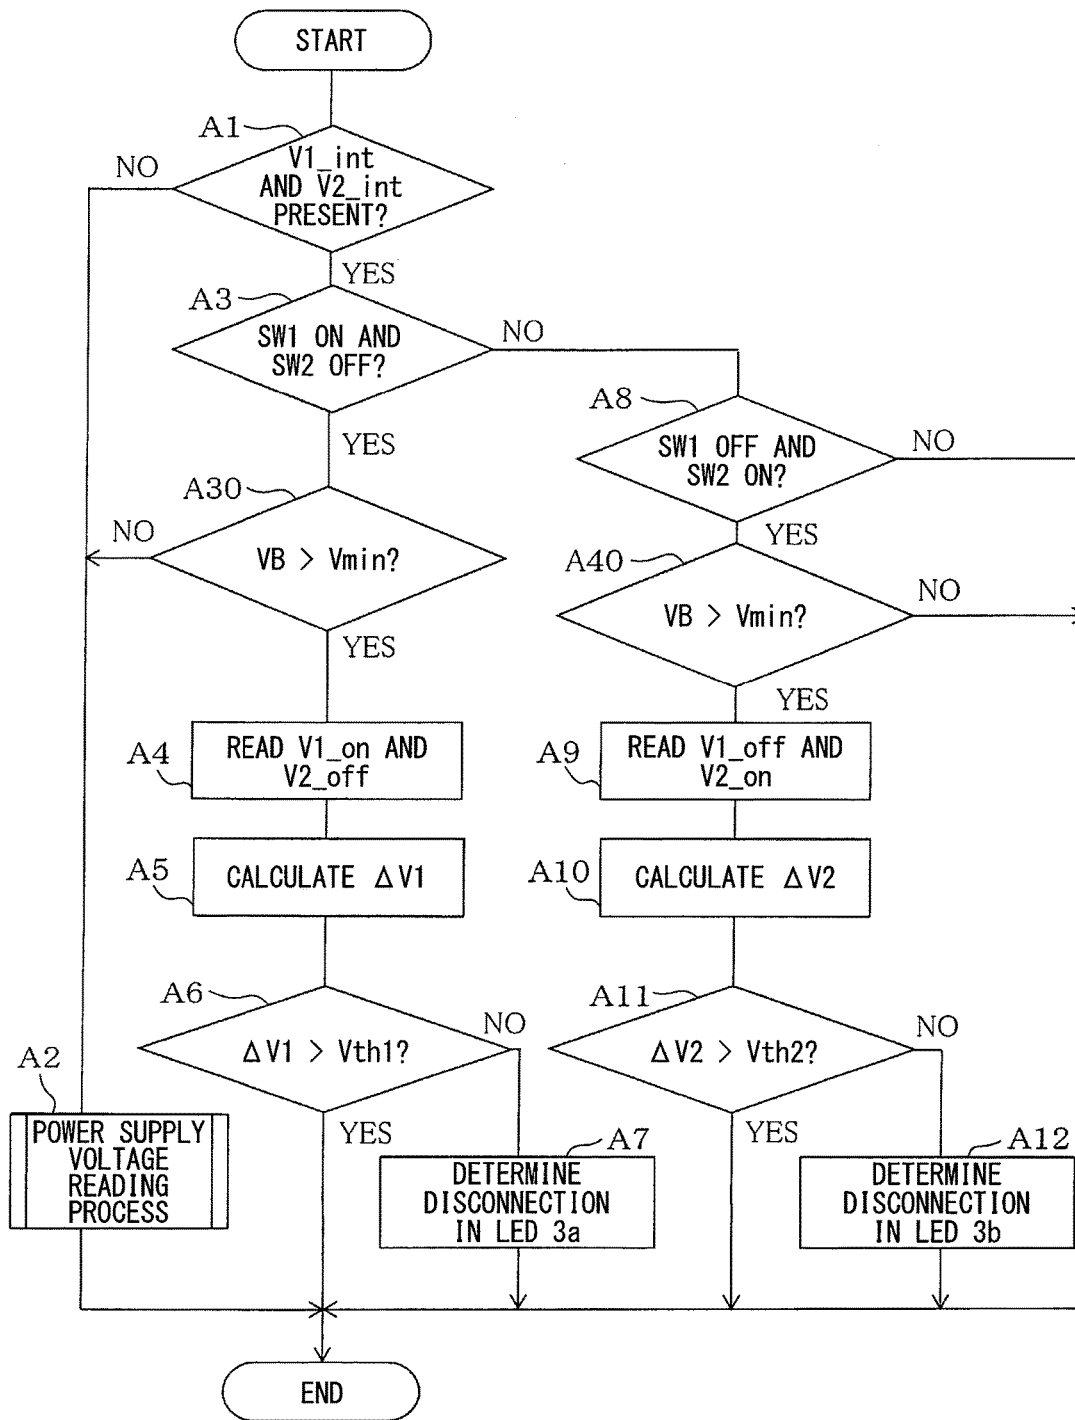 START
A1
NO
V1_int
AND V2_int
PRESENT?
YES
A3
SW1 ON AND
SW2 OFF?
NO
YES
A8
SW1 OFF AND
SW2 ON?
NO
YES
A30
NO
VB > Vmin?
YES
A40
VB > Vmin?
NO
YES
A4
READ V1_on AND
V2_off
A9
READ V1_off AND
V2_on
A5
CALCULATE ΔV1
A10
CALCULATE ΔV2
A6
ΔV1 > Vth1?
NO
YES
A11
ΔV2 > Vth2?
NO
YES
A2
POWER SUPPLY
VOLTAGE
READING
PROCESS
A7
DETERMINE
DISCONNECTION
IN LED 3a
A12
DETERMINE
DISCONNECTION
IN LED 3b
END